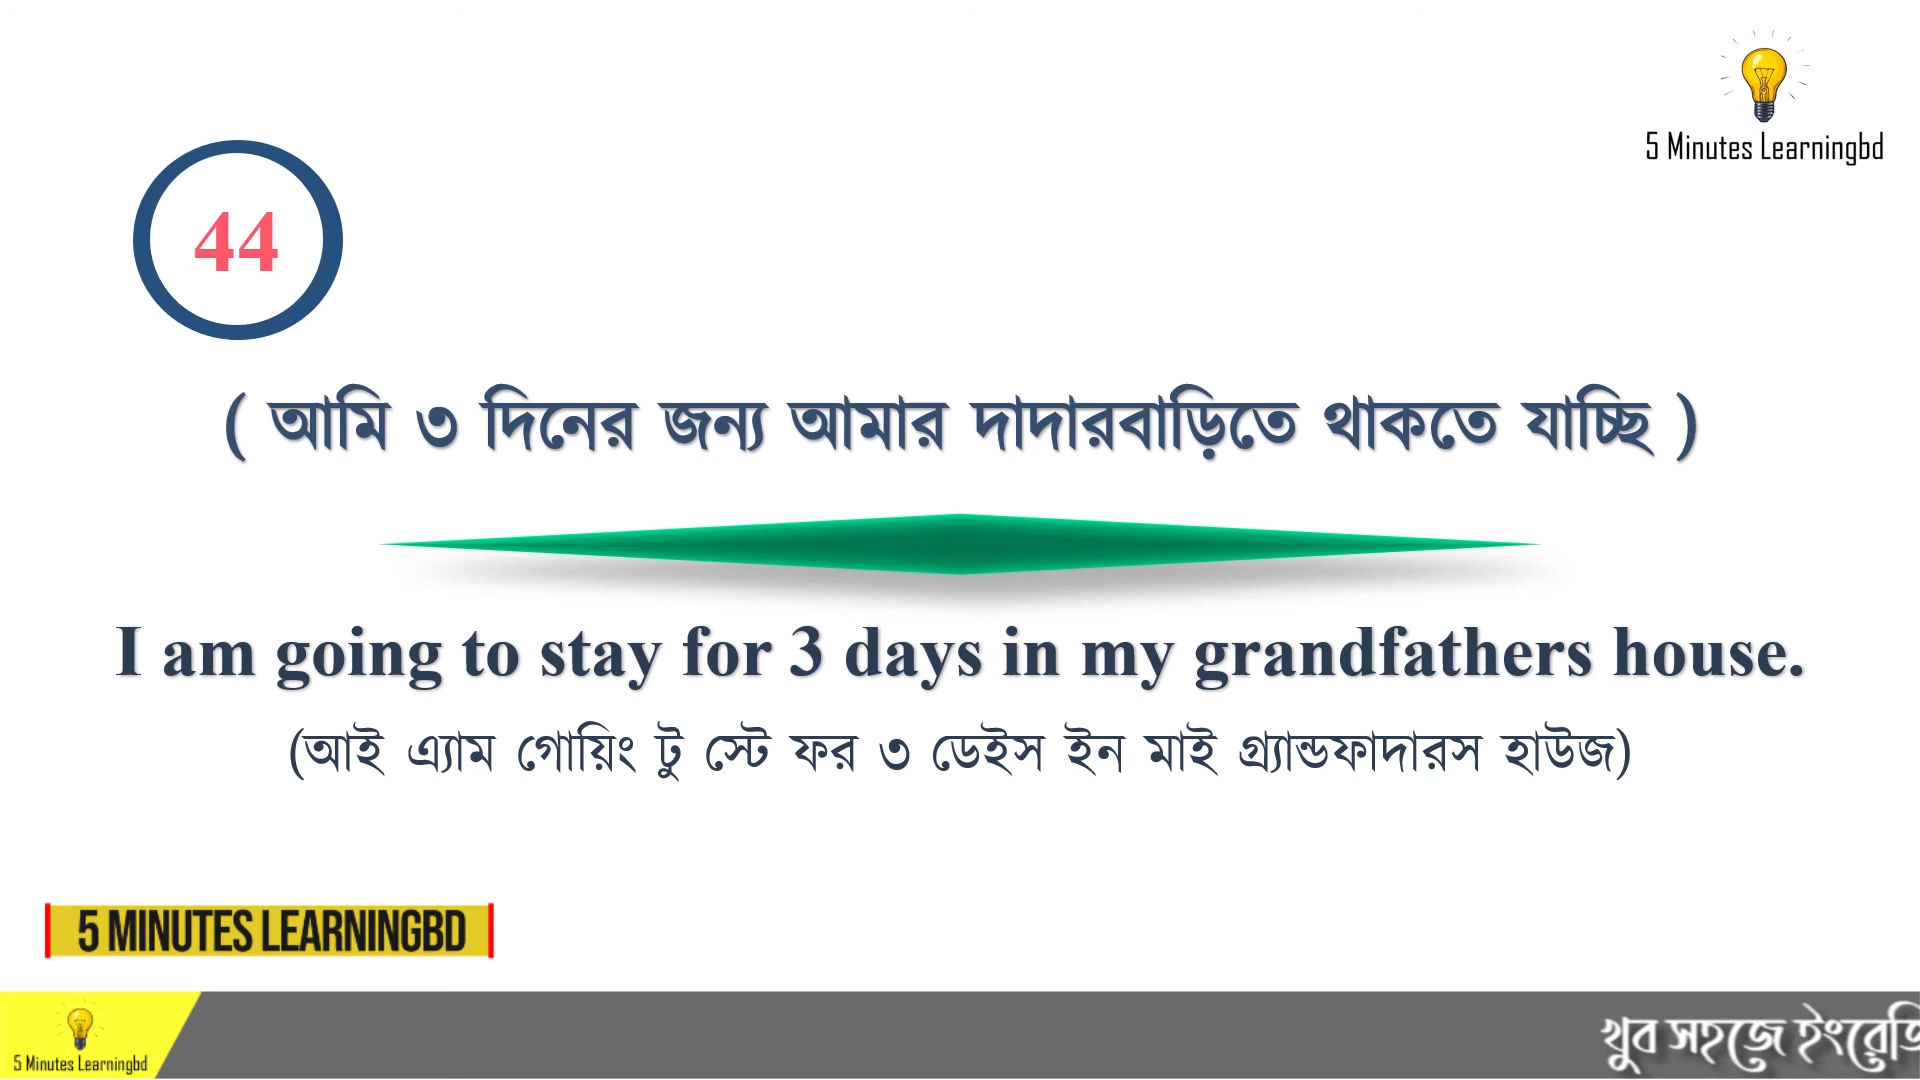 5 Minutes Learningbd
44
( আমি ৩ দিনের জন্য আমার দাদারবাড়িতে থাকতে যাচ্ছি )
I am going to stay for 3 days in my grandfathers house.
(আই এ্যাম গোয়িং টু স্টে ফর ৩ ডেইস ইন মাই গ্র্যান্ডফাদারস হাউজ)
5 MINUTES LEARNINGBD
5 Minutes Learningbd
খুব সহজে